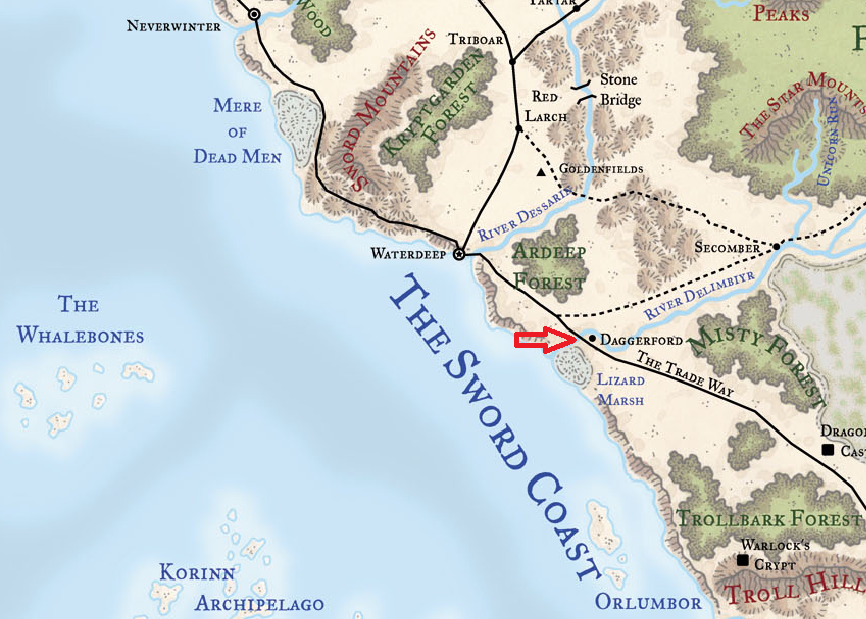 Neverwinter
Wood
Tartar
Peaks
Triboar
Sword Mountains
Kryptgarden
Forest
Stone
Bridge
Red
Larch
The Star Mounts
Unicorn Run
Mere
of
Dead Men
Goldenfields
River Dessarin
Waterdeep
Ardeep
Forest
Secomber
River Delimbiyr
The
Whalebones
The Sword Coast
Daggerford
Misty Forest
The Trade Way
Lizard
Marsh
Trollbark Forest
Warlock's
Crypt
Troll Hill
Korinn
Archipelago
Orlumbor